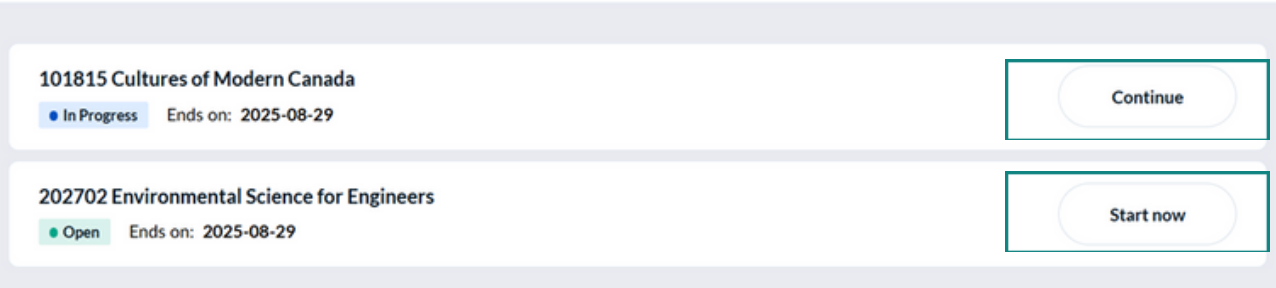 101815 Cultures of Modern Canada
Continue
In Progress Ends on: 2025-08-29
202702 Environmental Science for Engineers
Start now
Open Ends on: 2025-08-29